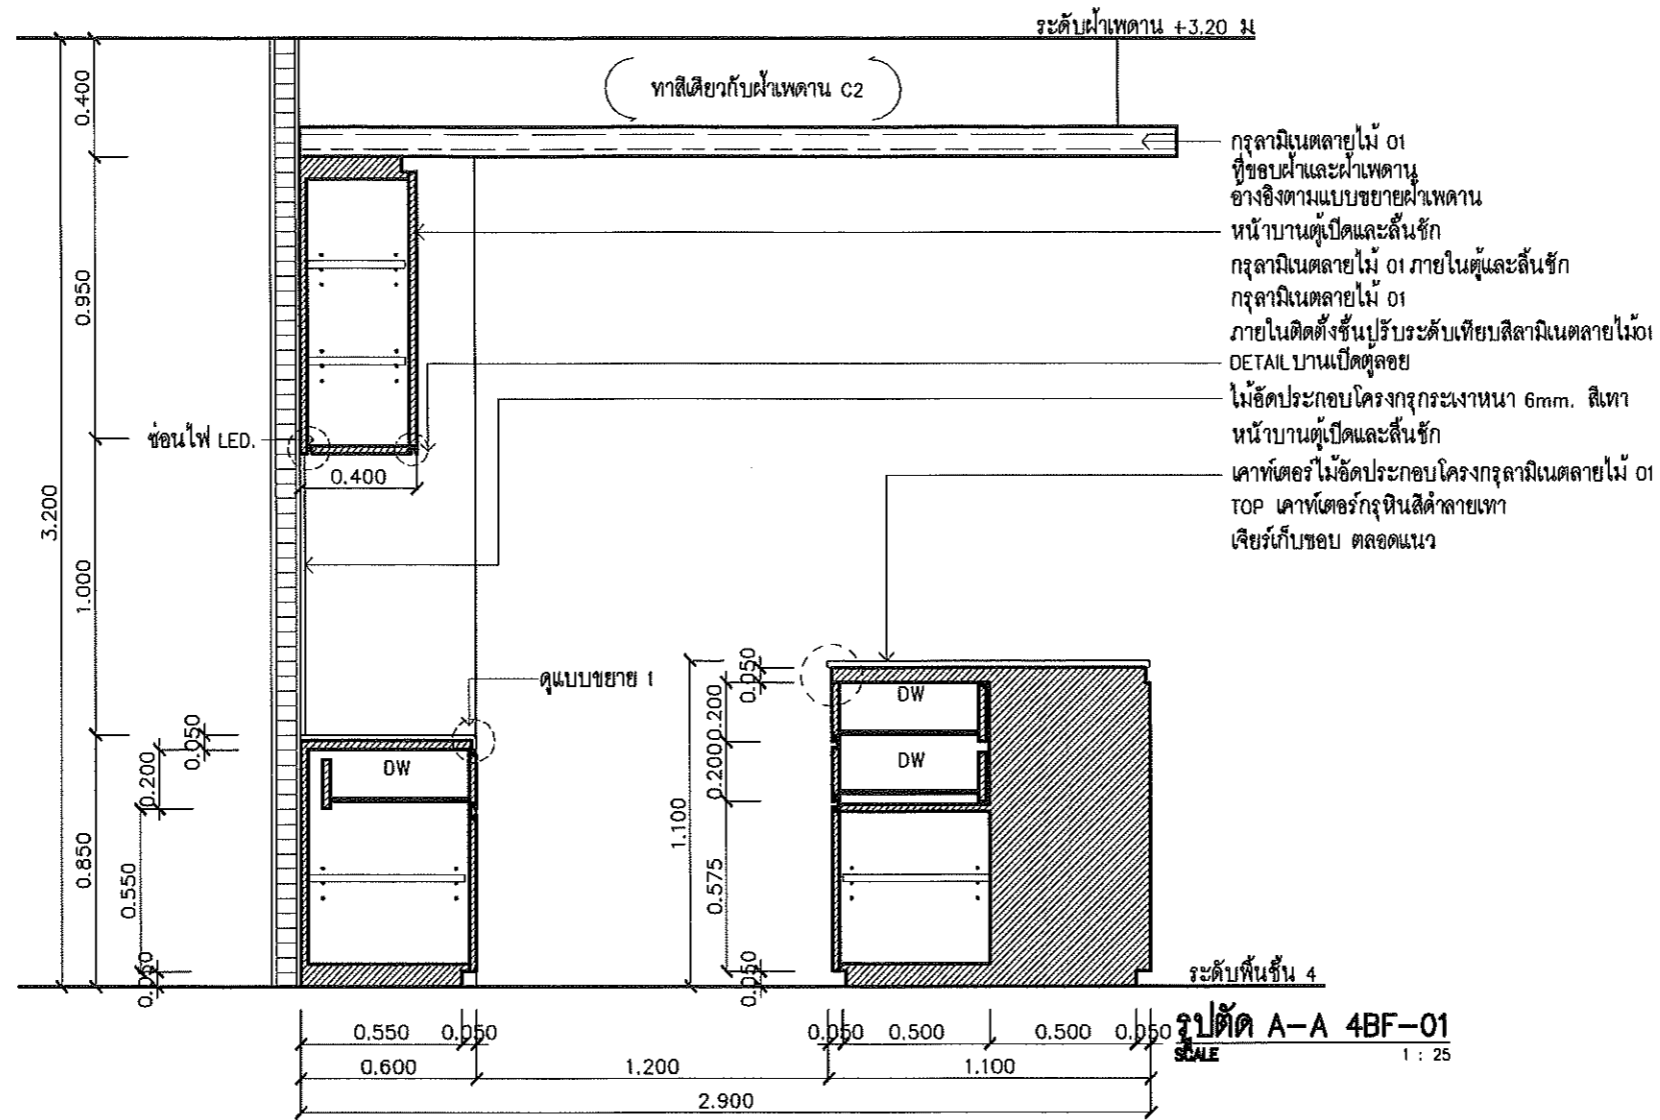 ระดับฝ้าเพดาน +3.20 ม
ทาสีเดียวกับฝ้าเพดาน C2
กรุลามิเนตลายไม้ 01
ที่ขอบฝ้าและฝ้าเพดาน
อ้างอิงตามแบบขยายฝ้าเพดาน
หน้าบานตู้เปิดและลิ้นชัก
กรุลามิเนตลายไม้ 01 ภายในตู้และลิ้นชัก
กรุลามิเนตลายไม้ 01
ภายในติดตั้งชั้นปรับระดับเทียบสีลามิเนตลายไม้01
DETAILบานเปิดตู้ลอย
ไม้อัดประกอบโครงกรุกระเงาหนา 6mm. สีเทา
หน้าบานตู้เปิดและลิ้นชัก
เคาท์เตอร์ไม้อัดประกอบโครงกรุลามิเนตลายไม้ 01
TOP เคาท์เตอร์กรุหินสีดำลายเทา
เจียร์เก็บขอบ ตลอดแนว
0.400
0.950
3.200
1.000
0.850
ซ่อนไฟ LED.
0.400
ดูแบบขยาย 1
0.050
0.200
0.550
0.050
DW
0.050
0.200
0.200
1.100
0.575
0.050
DW
DW
ระดับพื้นชั้น 4
0.550 0.050 0.050 0.500 0.500 0.050
0.600 1.200 1.100
2.900
รูปตัด A-A 4BF-01
SCALE 1 : 25